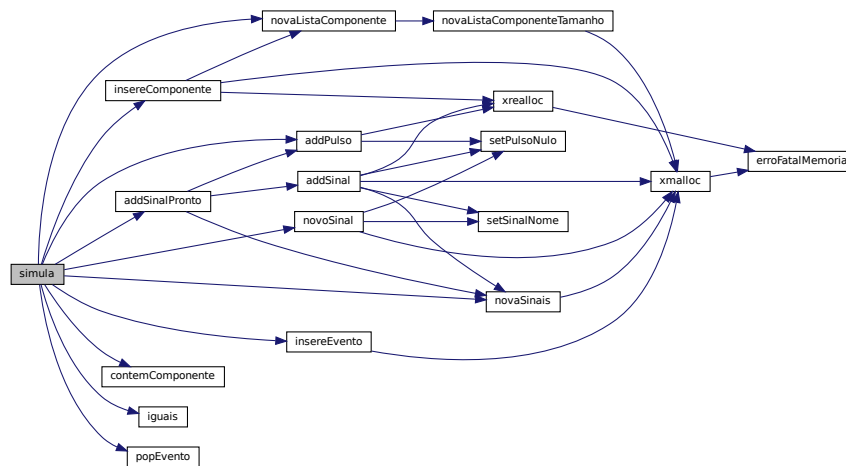 novaListaComponente
novaListaComponenteTamanho
insereComponente
xrealloc
addPulso
setPulsoNulo
erroFatalMemoria
addSinal
xmalloc
addSinalPronto
novoSinal
setSinalNome
simula
novaSinais
insereEvento
contemComponente
iguais
popEvento